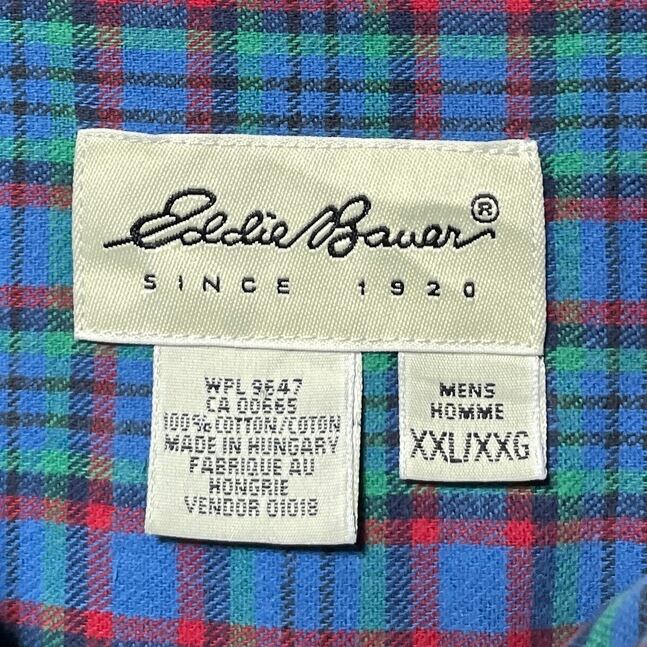 Eddie Bauer®
SINCE 1920
WPL 9647
CA 00665
100% COTTON/COTON
MADE IN HUNGARY
FABRIQUE AU
HONGRIE
VENDOR 01018
MENS
HOMME
XXL/XXG